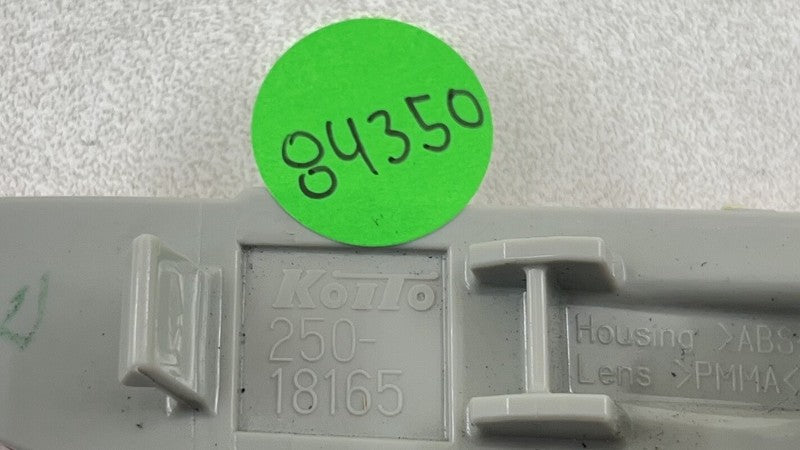 84350
KOITO
250-
18165
Housing >ABS
Lens >PMMA<